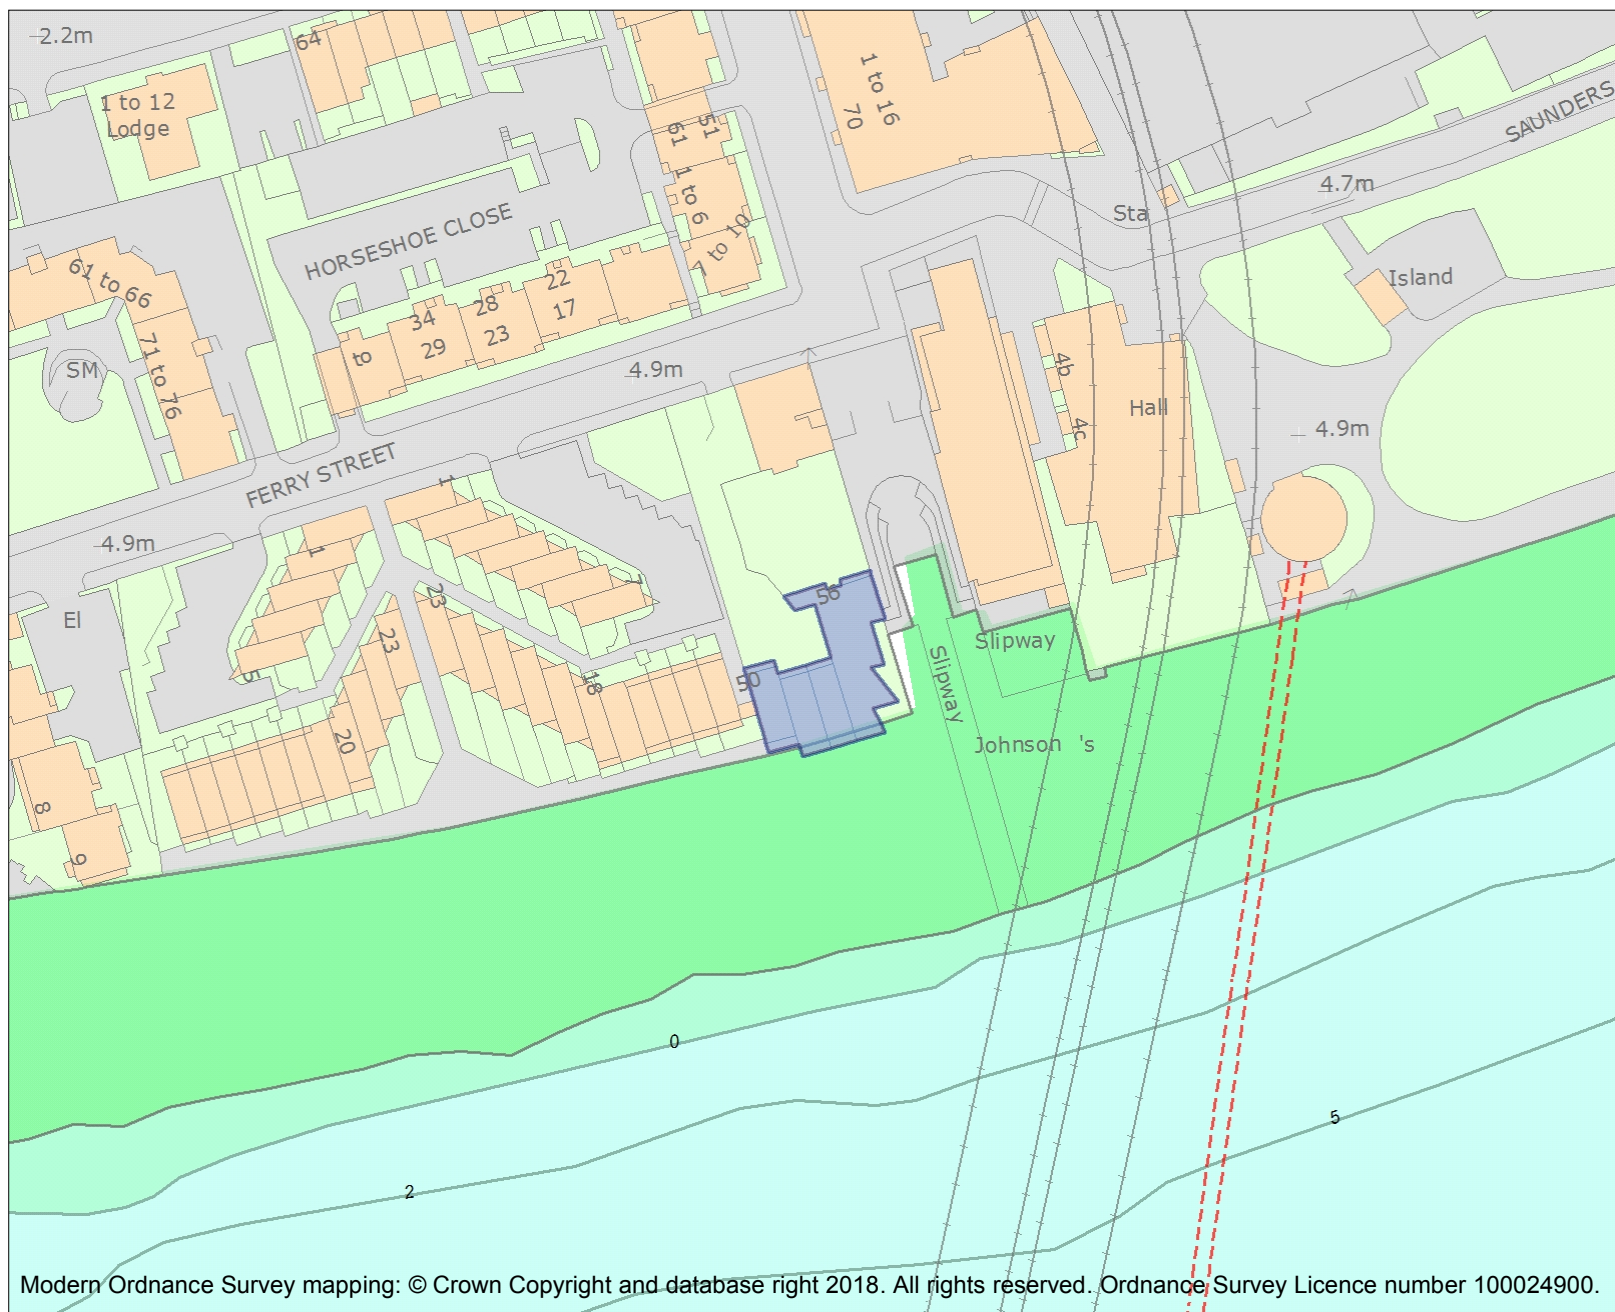 2.2m
64
1 to 12
Lodge
1 to 16
70
51
61
1 to 6
7 to 10
SAUNDERS
4.7m
Sta
HORSESHOE CLOSE
61 to 66
71 to 76
SM
22
17
28
23
34
29
to
4.9m
Island
4b
4c
Hall
4.9m
FERRY STREET
4.9m
1
1
7
El
23
23
5
18
20
50
56
Slipway
Slipway
Johnson 's
8
9
0
2
5
Modern Ordnance Survey mapping: © Crown Copyright and database right 2018. All rights reserved. Ordnance Survey Licence number 100024900.